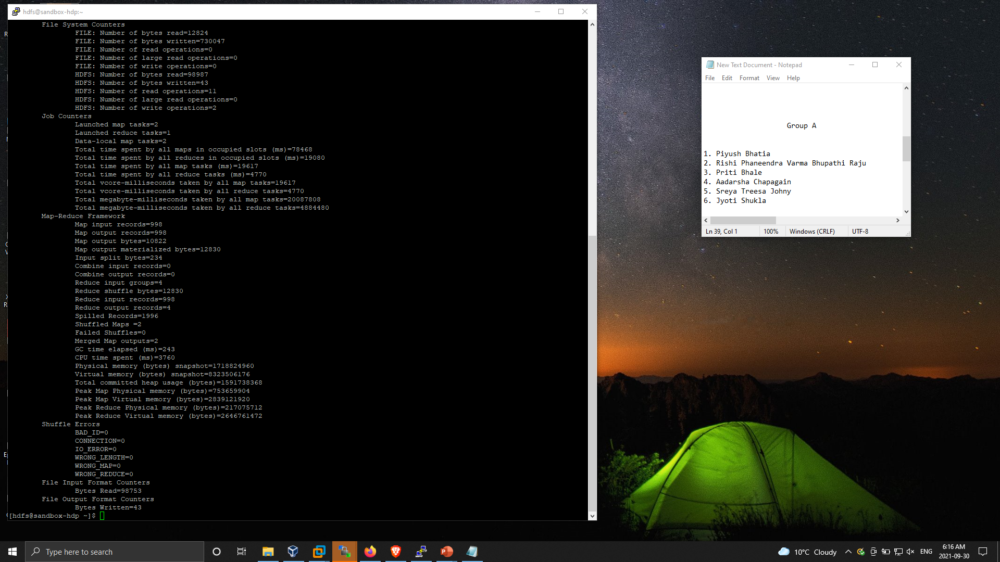 hdfs@sandbox-hdp:~
File System Counters
FILE: Number of bytes read=12824
FILE: Number of bytes written=730047
FILE: Number of read operations=0
FILE: Number of large read operations=0
FILE: Number of write operations=0
HDFS: Number of bytes read=98987
HDFS: Number of bytes written=43
HDFS: Number of read operations=11
HDFS: Number of large read operations=0
HDFS: Number of write operations=2
Job Counters
Launched map tasks=2
Launched reduce tasks=1
Data-local map tasks=2
Total time spent by all maps in occupied slots (ms)=78468
Total time spent by all reduces in occupied slots (ms)=19080
Total time spent by all map tasks (ms)=19617
Total time spent by all reduce tasks (ms)=4770
Total vcore-milliseconds taken by all map tasks=19617
Total vcore-milliseconds taken by all reduce tasks=4770
Total megabyte-milliseconds taken by all map tasks=20087808
Total megabyte-milliseconds taken by all reduce tasks=4884480
Map-Reduce Framework
Map input records=998
Map output records=998
Map output bytes=10822
Map output materialized bytes=12830
Input split bytes=234
Combine input records=0
Combine output records=0
Reduce input groups=4
Reduce shuffle bytes=12830
Reduce input records=998
Reduce output records=4
Spilled Records=1996
Shuffled Maps =2
Failed Shuffles=0
Merged Map outputs=2
GC time elapsed (ms)=243
CPU time spent (ms)=3760
Physical memory (bytes) snapshot=1718824960
Virtual memory (bytes) snapshot=8323506176
Total committed heap usage (bytes)=1591738368
Peak Map Physical memory (bytes)=753659904
Peak Map Virtual memory (bytes)=2839121920
Peak Reduce Physical memory (bytes)=217075712
Peak Reduce Virtual memory (bytes)=2646761472
Shuffle Errors
BAD_ID=0
CONNECTION=0
IO_ERROR=0
WRONG_LENGTH=0
WRONG_MAP=0
WRONG_REDUCE=0
File Input Format Counters
Bytes Read=98753
File Output Format Counters
Bytes Written=43
[hdfs@sandbox-hdp ~]$
New Text Document - Notepad
File Edit Format View Help
Group A
1. Piyush Bhatia
2. Rishi Phaneendra Varma Bhupathi Raju
3. Priti Bhale
4. Aadarsha Chapagain
5. Sreya Treesa Johny
6. Jyoti Shukla
Ln 39, Col 1 100% Windows (CRLF) UTF-8
Type here to search
10°C Cloudy
ENG
6:16 AM
2021-09-30